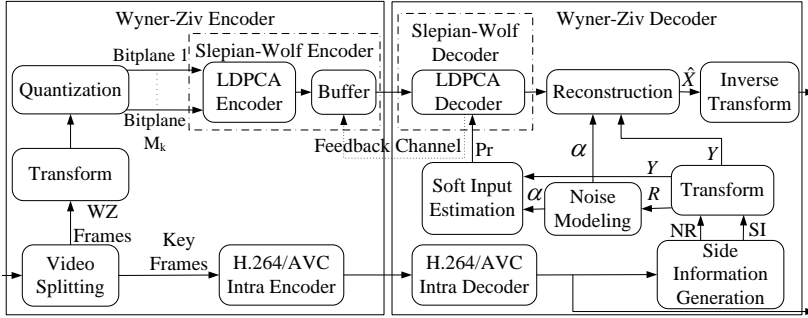 Wyner-Ziv Encoder
Wyner-Ziv Decoder
Bitplane 1
Slepian-Wolf Encoder
Slepian-Wolf
Decoder
Quantization
LDPCA
Encoder
Buffer
LDPCA
Decoder
Reconstruction
X̂
Inverse
Transform
Bitplane
M_k
Feedback Channel
Pr
α
Y
Transform
Soft Input
Estimation
Y
α
Noise
Modeling
R
Transform
WZ
Frames
NR
SI
Video
Splitting
Key
Frames
H.264/AVC
Intra Encoder
H.264/AVC
Intra Decoder
Side
Information
Generation